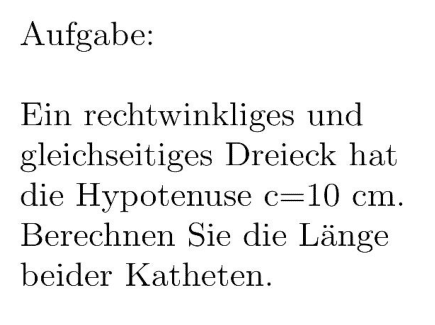 Aufgabe:
Ein rechtwinkliges und
gleichseitiges Dreieck hat
die Hypotenuse c=10 cm.
Berechnen Sie die Länge
beider Katheten.